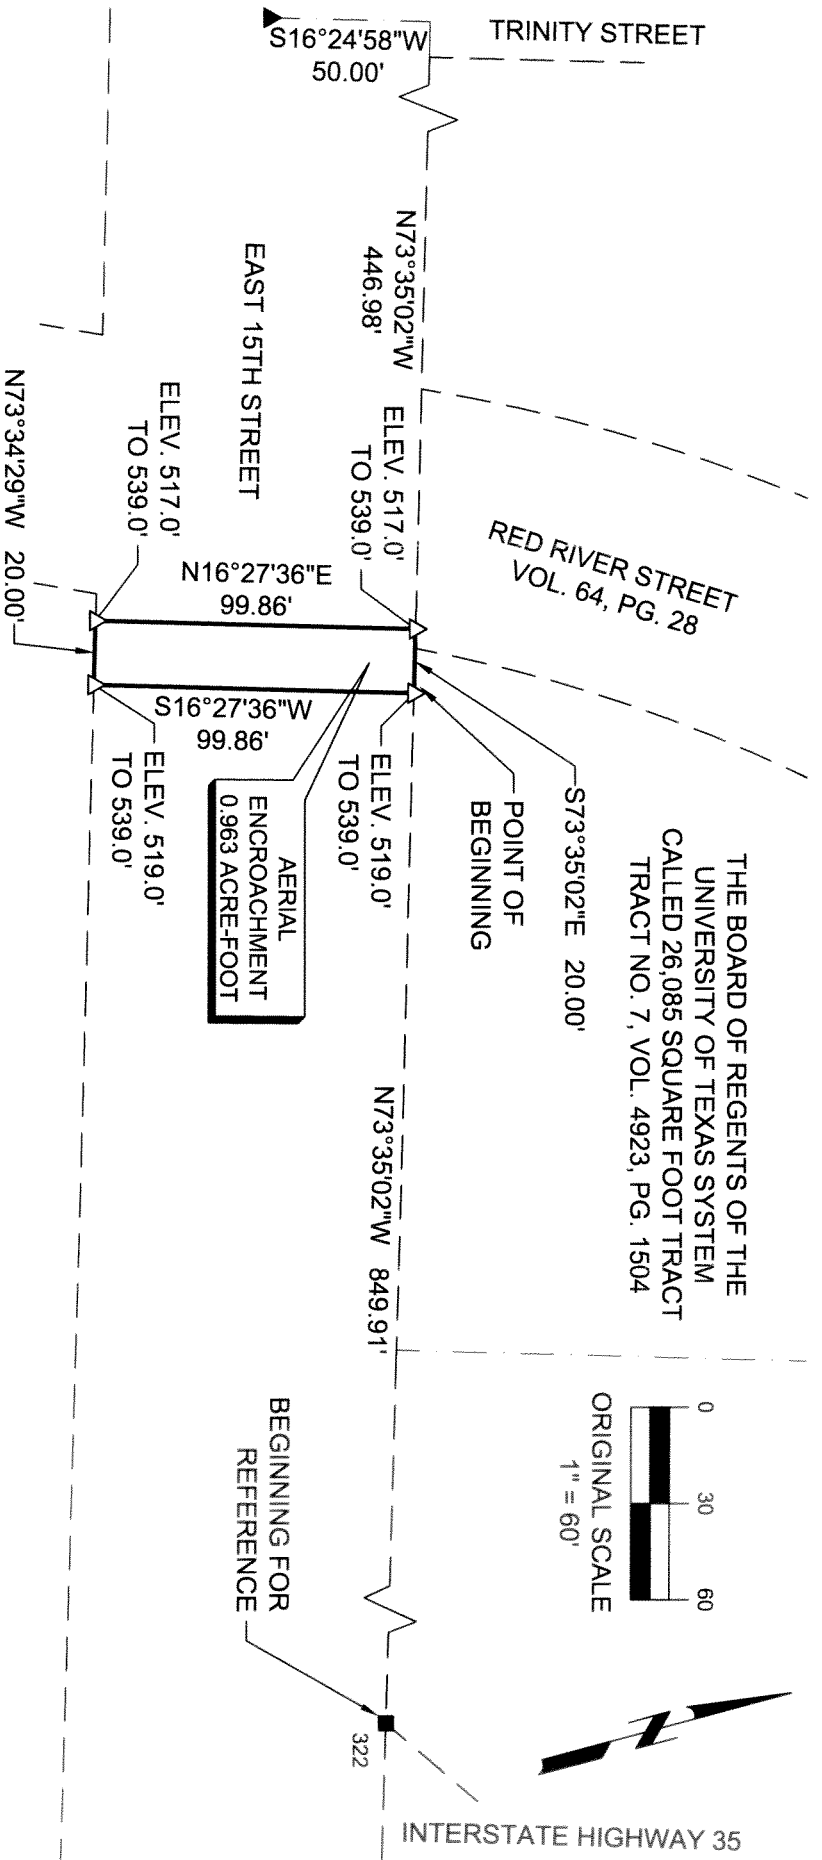 TRINITY STREET
S16°24'58"W
50.00'
N73°35'02"W
446.98'
EAST 15TH STREET
RED RIVER STREET
VOL. 64, PG. 28
ELEV. 517.0'
TO 539.0'
ELEV. 517.0'
TO 539.0'
N73°34'29"W 20.00'
N16°27'36"E
99.86'
S16°27'36"W
99.86'
S73°35'02"E 20.00'
POINT OF
BEGINNING
ELEV. 519.0'
TO 539.0'
ELEV. 519.0'
TO 539.0'
AERIAL
ENCROACHMENT
0.963 ACRE-FOOT
THE BOARD OF REGENTS OF THE
UNIVERSITY OF TEXAS SYSTEM
CALLED 26,085 SQUARE FOOT TRACT
TRACT NO. 7, VOL. 4923, PG. 1504
N73°35'02"W 849.91'
0 30 60
ORIGINAL SCALE
1" = 60'
BEGINNING FOR
REFERENCE
322
INTERSTATE HIGHWAY 35